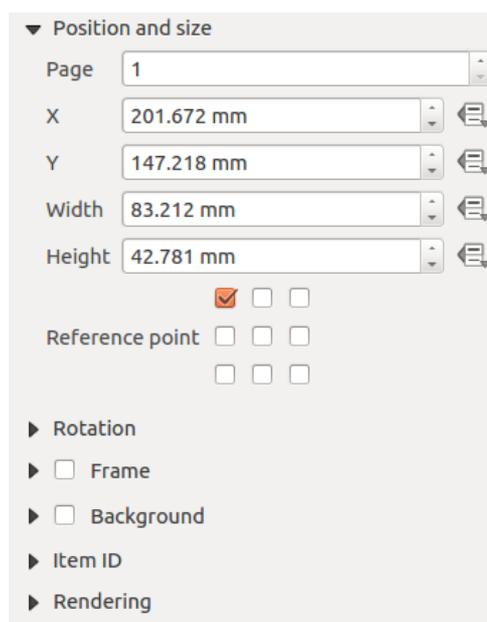 Position and size
Page 1
X 201.672 mm
Y 147.218 mm
Width 83.212 mm
Height 42.781 mm
Reference point
Rotation
Frame
Background
Item ID
Rendering